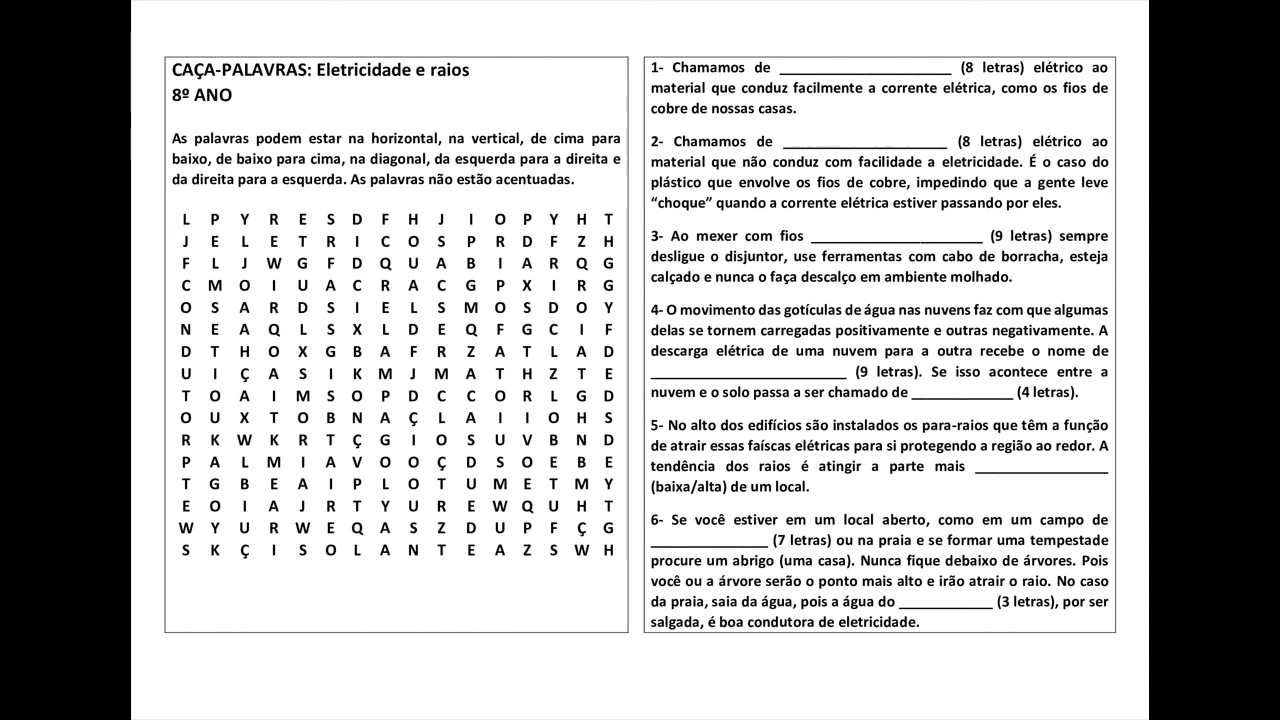 CAÇA-PALAVRAS: Eletricidade e raios
8º ANO
As palavras podem estar na horizontal, na vertical, de cima para
baixo, de baixo para cima, na diagonal, da esquerda para a direita e
da direita para a esquerda. As palavras não estão acentuadas.
L P Y R E S D F H J I O P Y H T
J E L E T R I C O S P R D F Z H
F L J W G F D Q U A B I A R Q G
C M O I U A C R A C G P X I R G
O S A R D S I E L S M O S D O Y
N E A Q L S X L D E Q F G C I F
D T H O X G B A F R Z A T L A D
U I Ç A S I K M J M A T H Z T E
T O A I M S O P D C C O R L G D
O U X T O B N A Ç L A I I O H S
R K W K R T Ç G I O S U V B N D
P A L M I A V O O Ç D S O E B E
T G B E A I P L O T U M E T M Y
E O I A J R T Y U R E W Q U H T
W Y U R W E Q A S Z D U P F Ç G
S K Ç I S O L A N T E A Z S W H
1- Chamamos de ______________________ (8 letras) elétrico ao
material que conduz facilmente a corrente elétrica, como os fios de
cobre de nossas casas.
2- Chamamos de _____________________ (8 letras) elétrico ao
material que não conduz com facilidade a eletricidade. É o caso do
plástico que envolve os fios de cobre, impedindo que a gente leve
“choque” quando a corrente elétrica estiver passando por eles.
3- Ao mexer com fios ______________________ (9 letras) sempre
desligue o disjuntor, use ferramentas com cabo de borracha, esteja
calçado e nunca o faça descalço em ambiente molhado.
4- O movimento das gotículas de água nas nuvens faz com que algumas
delas se tornem carregadas positivamente e outras negativamente. A
descarga elétrica de uma nuvem para a outra recebe o nome de
_________________________ (9 letras). Se isso acontece entre a
nuvem e o solo passa a ser chamado de _____________ (4 letras).
5- No alto dos edifícios são instalados os para-raios que têm a função
de atrair essas faíscas elétricas para si protegendo a região ao redor. A
tendência dos raios é atingir a parte mais _________________
(baixa/alta) de um local.
6- Se você estiver em um local aberto, como em um campo de
_______________ (7 letras) ou na praia e se formar uma tempestade
procure um abrigo (uma casa). Nunca fique debaixo de árvores. Pois
você ou a árvore serão o ponto mais alto e irão atrair o raio. No caso
da praia, saia da água, pois a água do ____________ (3 letras), por ser
salgada, é boa condutora de eletricidade.